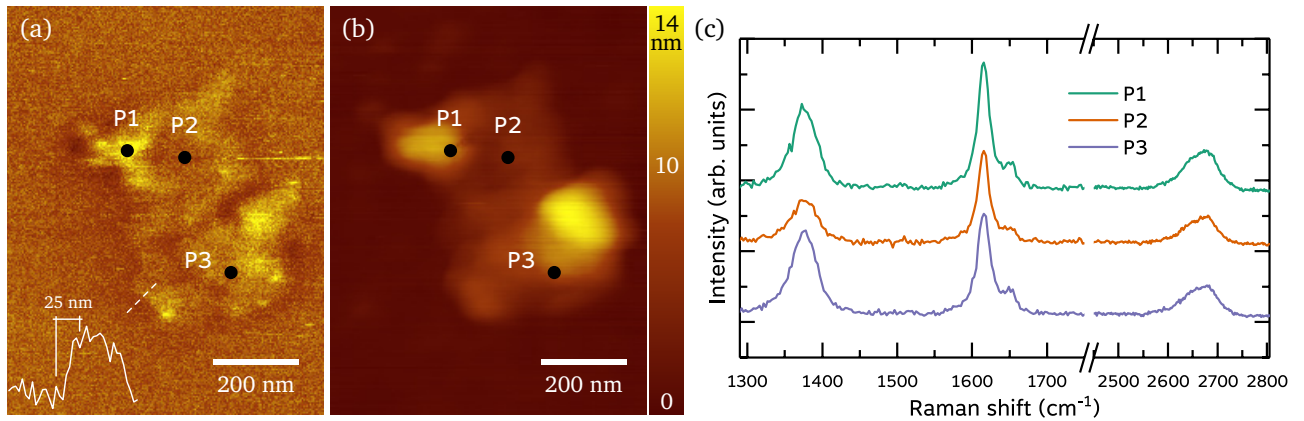 (a)
P1
P2
P3
25 nm
200 nm
(b)
P1
P2
P3
200 nm
14
nm
10
0
(c)
Intensity (arb. units)
P1
P2
P3
1300 1400 1500 1600 1700 2500 2600 2700 2800
Raman shift (cm⁻¹)